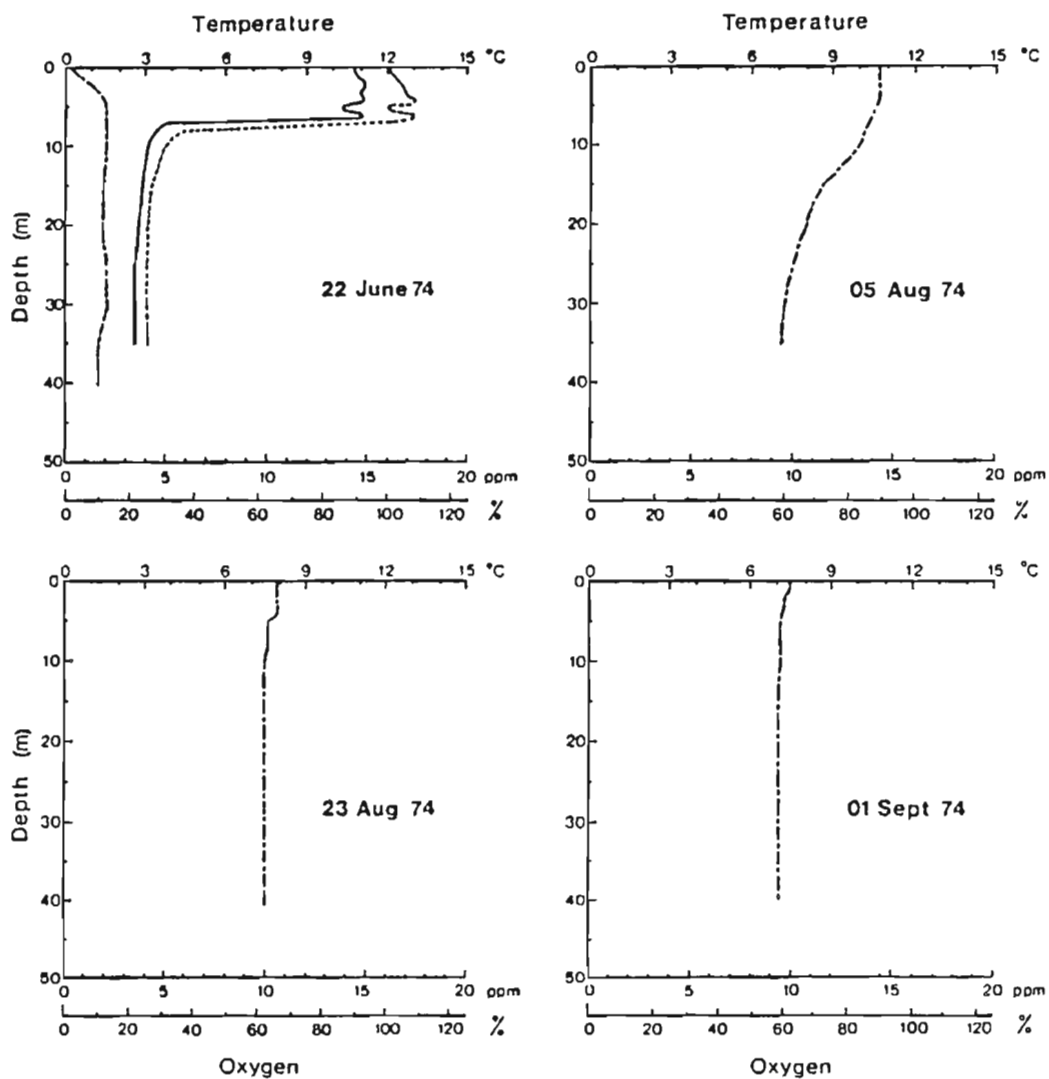 Temperature
0 3 6 9 12 15 °C
0
10
20
30
40
50
Depth (m)
22 June 74
0 5 10 15 20 ppm
0 20 40 60 80 100 120 %
Temperature
0 3 6 9 12 15 °C
0
10
20
30
40
50
05 Aug 74
0 5 10 15 20 ppm
0 20 40 60 80 100 120 %
0 3 6 9 12 15 °C
0
10
20
30
40
50
Depth (m)
23 Aug 74
0 5 10 15 20 ppm
0 20 40 60 80 100 120 %
Oxygen
0 3 6 9 12 15 °C
0
10
20
30
40
50
01 Sept 74
0 5 10 15 20 ppm
0 20 40 60 80 100 120 %
Oxygen